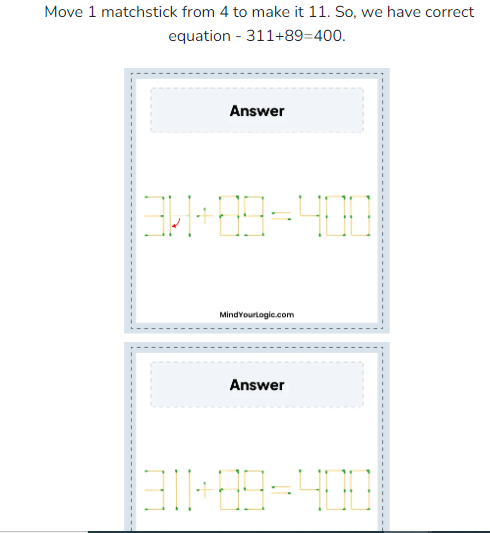 Move 1 matchstick from 4 to make it 11. So, we have correct
equation - 311+89=400.
Answer
311+89=400
MindYourLogic.com
Answer
311+89=400